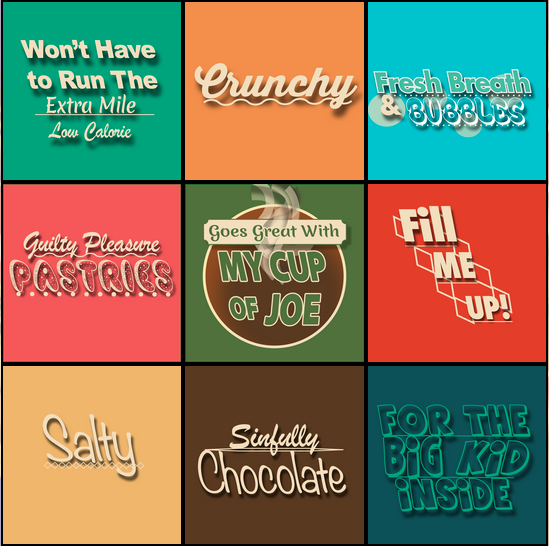 Won't Have
to Run The
Extra Mile
Low Calorie
Crunchy
Fresh Breath
& BUBBLES
Guilty Pleasure
PASTRIES
Goes Great With
MY CUP
OF JOE
Fill
ME
UP!
Salty
Sinfully
Chocolate
FOR THE
BiG KiD
iNSiDE